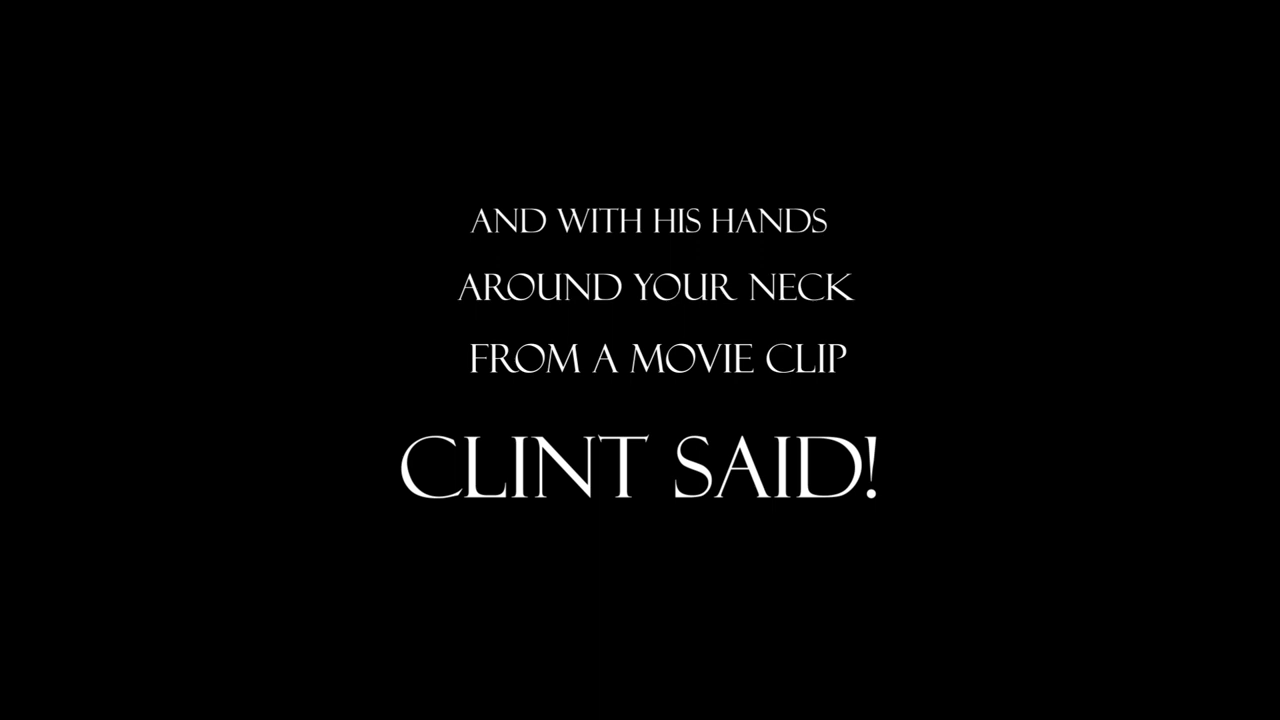 AND WITH HIS HANDS
AROUND YOUR NECK
FROM A MOVIE CLIP
CLINT SAID!